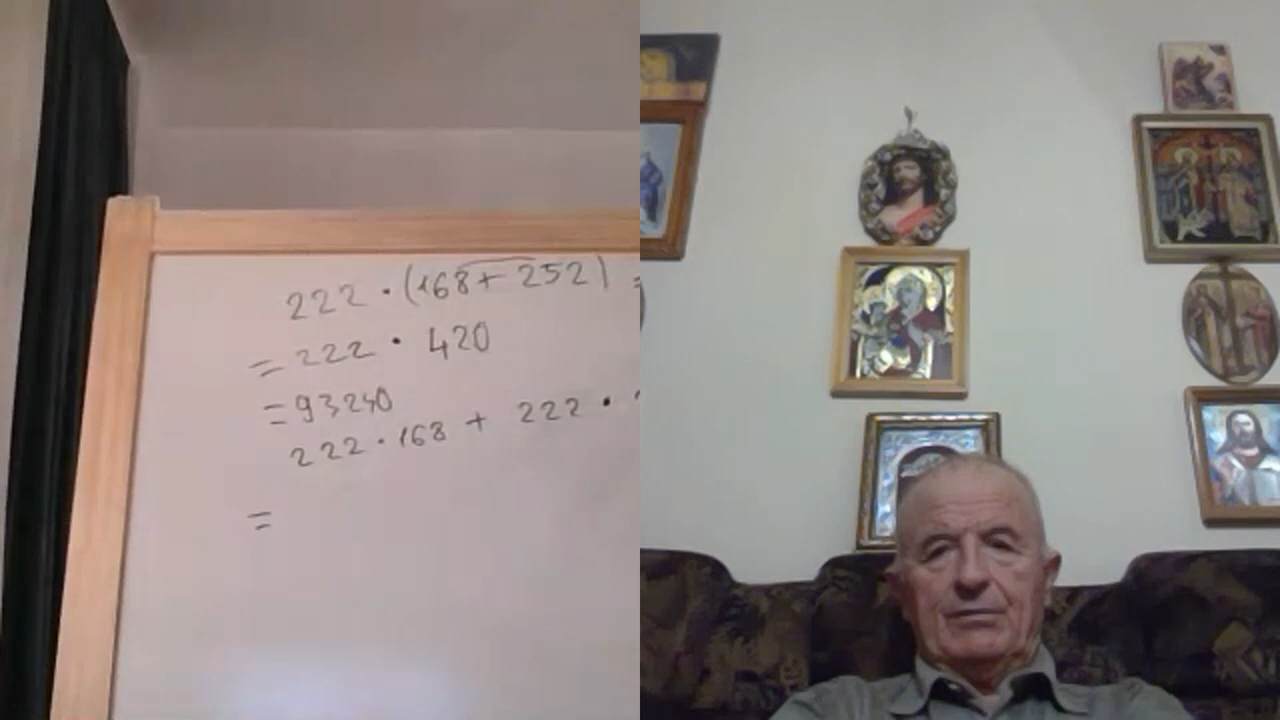 222 · (168 + 252) =
= 222 · 420
= 93240
222 · 168 + 222 ·
=